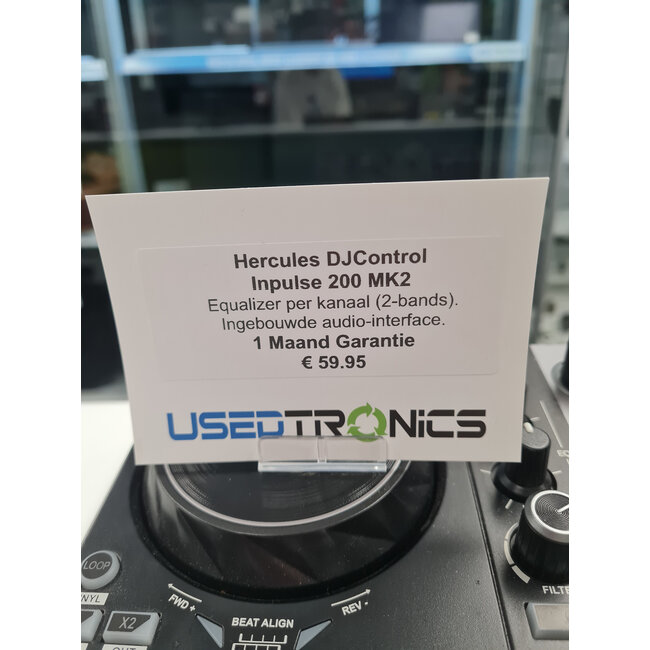 Hercules DJControl
Inpulse 200 MK2
Equalizer per kanaal (2-bands).
Ingebouwde audio-interface.
1 Maand Garantie
€ 59.95
USEDTRONiCS
LOOP
FWD +
REV -
BEAT ALIGN
X2